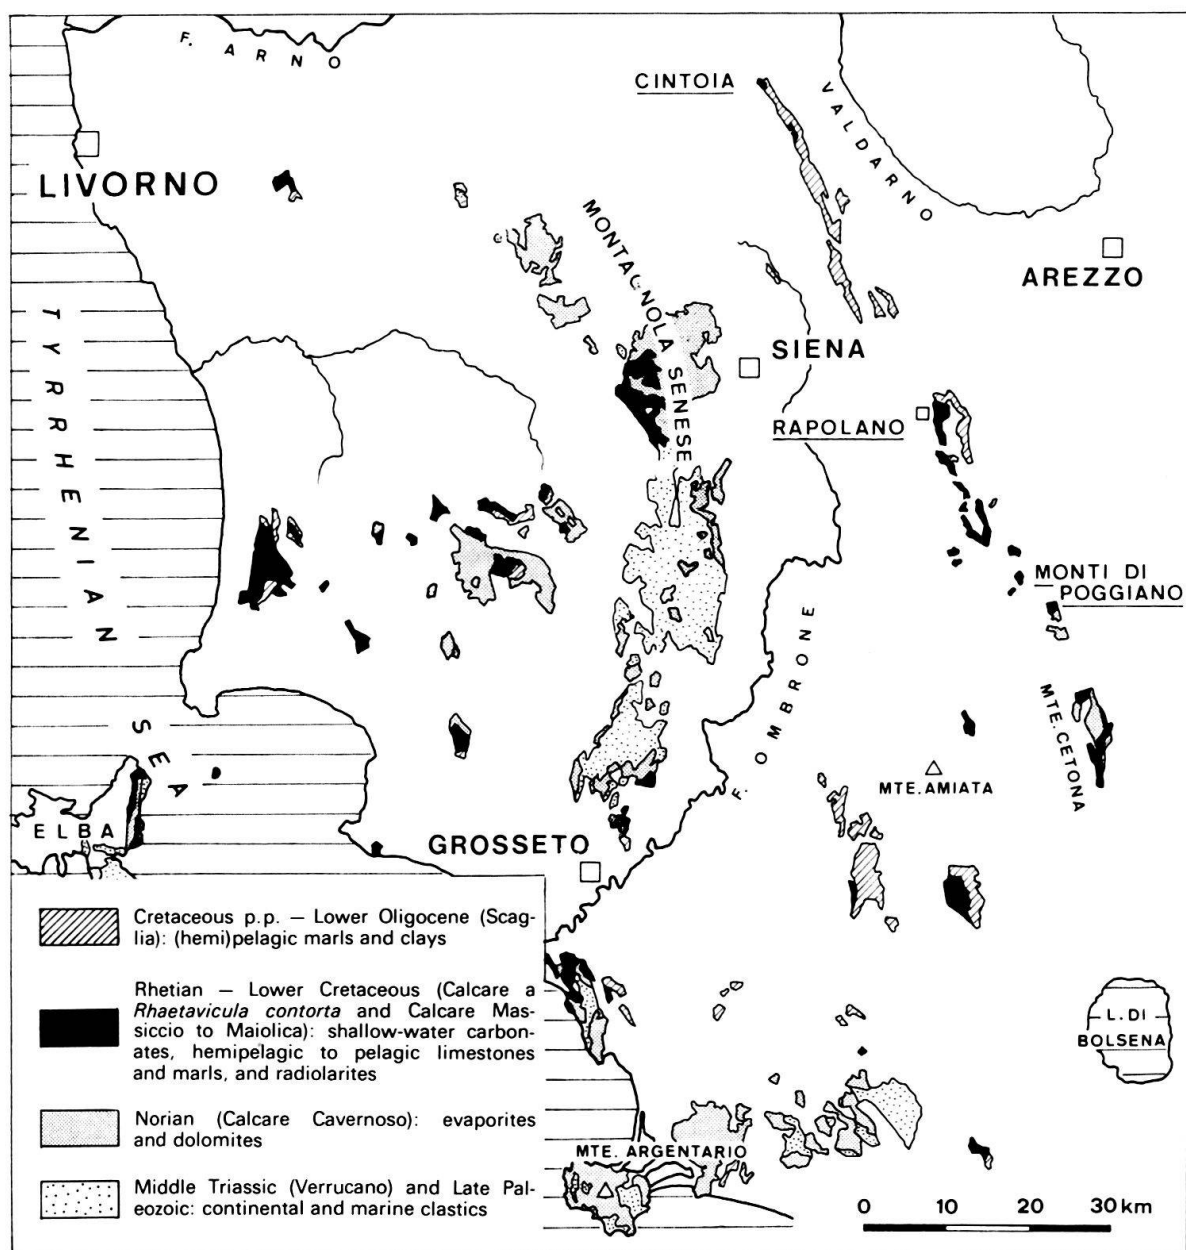 F. ARNO
CINTOIA
VALDARNO
LIVORNO
MONTAGNOLA SENESE
AREZZO
TYRRHENIAN SEA
SIENA
RAPOLANO
MONTI DI
POGGIANO
F. OMBRONE
MTE. CETONA
MTE. AMIATA
ELBA
GROSSETO
L. DI
BOLSENA
MTE. ARGENTARIO
Cretaceous p.p. – Lower Oligocene (Scag-
lia): (hemi)pelagic marls and clays
Rhetian – Lower Cretaceous (Calcare a
Rhaetavicula contorta and Calcare Mas-
siccio to Maiolica): shallow-water carbon-
ates, hemipelagic to pelagic limestones
and marls, and radiolarites
Norian (Calcare Cavernoso): evaporites
and dolomites
Middle Triassic (Verrucano) and Late Pal-
eozoic: continental and marine clastics
0 10 20 30 km